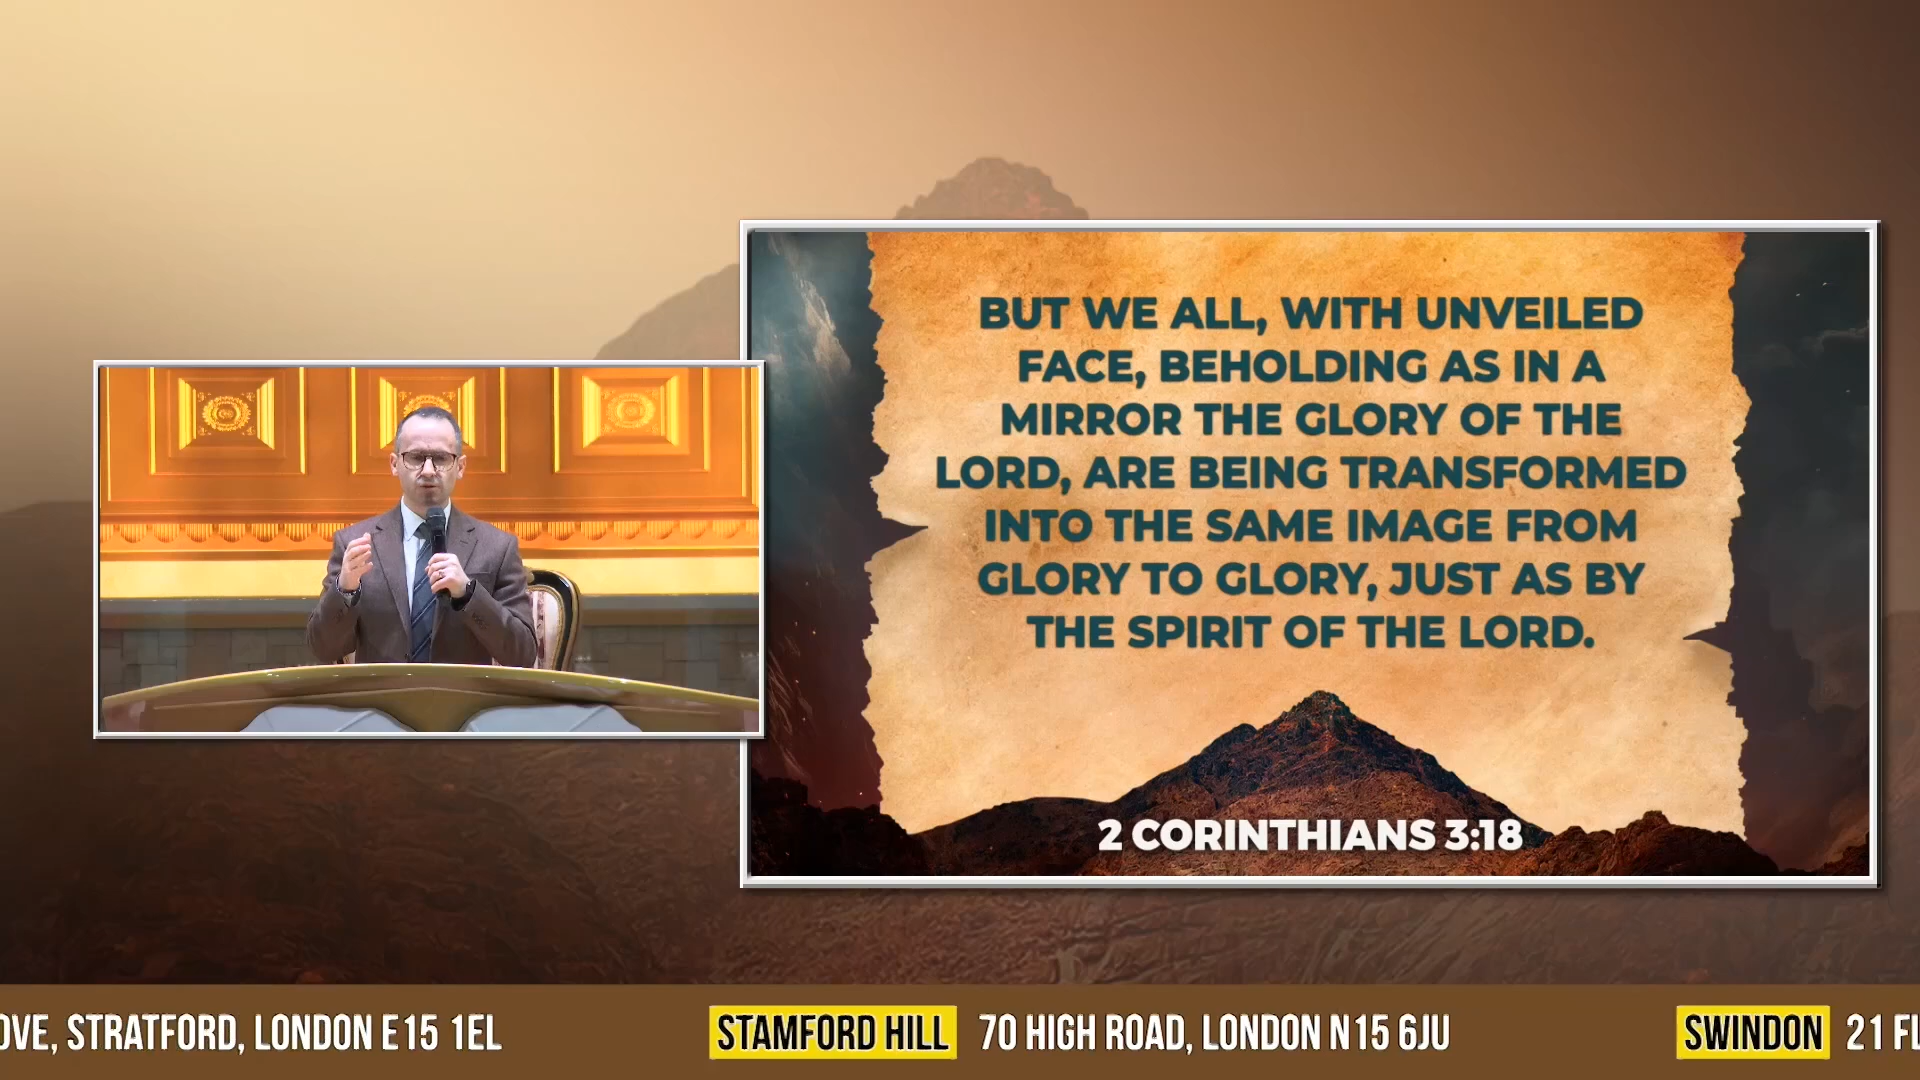 BUT WE ALL, WITH UNVEILED
FACE, BEHOLDING AS IN A
MIRROR THE GLORY OF THE
LORD, ARE BEING TRANSFORMED
INTO THE SAME IMAGE FROM
GLORY TO GLORY, JUST AS BY
THE SPIRIT OF THE LORD.
2 CORINTHIANS 3:18
STRATFORD, LONDON E15 1EL STAMFORD HILL 70 HIGH ROAD, LONDON N15 6JU SWINDON 21